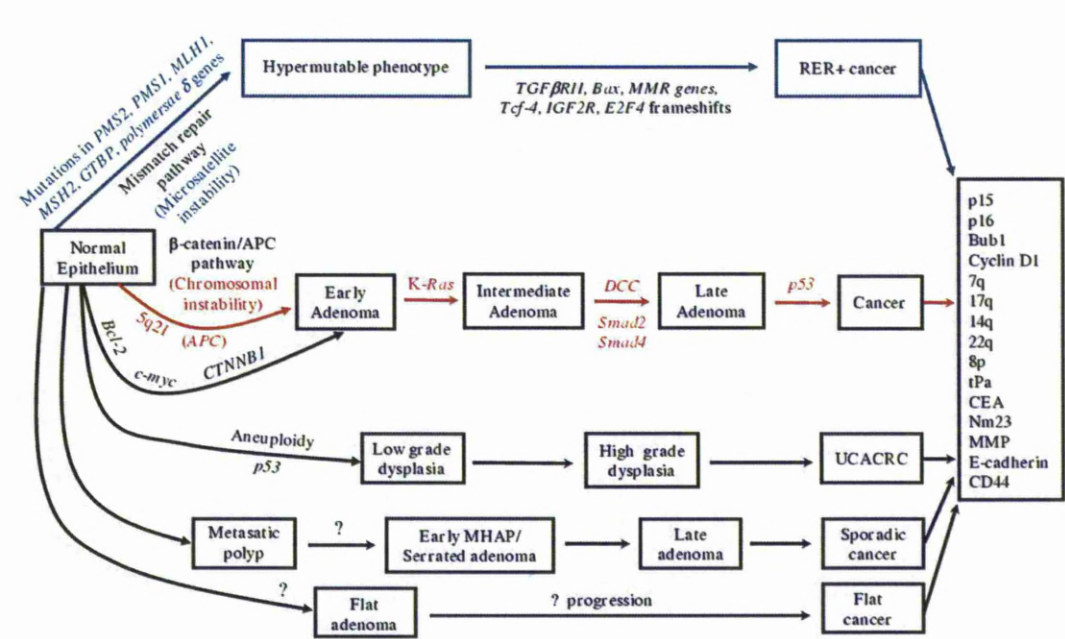 Mutations in PMS2, PMS1, MLH1,
MSH2, GTBP, polymersae δ genes
Mismatch repair
pathway
(Microsatellite
instability)
Hypermutable phenotype
TGFβRII, Bax, MMR genes,
Tcf-4, IGF2R, E2F4 frameshifts
RER+ cancer
Normal
Epithelium
β-catenin/APC
pathway
(Chromosomal
instability)
5q21
(APC)
Bcl-2
c-myc
CTNNB1
Early
Adenoma
K-Ras
Intermediate
Adenoma
DCC
Smad2
Smad4
Late
Adenoma
p53
Cancer
p15
p16
Bub1
Cyclin D1
7q
17q
14q
22q
8p
tPa
CEA
Nm23
MMP
E-cadherin
CD44
Aneuploidy
p53
Low grade
dysplasia
High grade
dysplasia
UCACRC
Metasatic
polyp
?
Early MHAP/
Serrated adenoma
Late
adenoma
Sporadic
cancer
?
Flat
adenoma
? progression
Flat
cancer